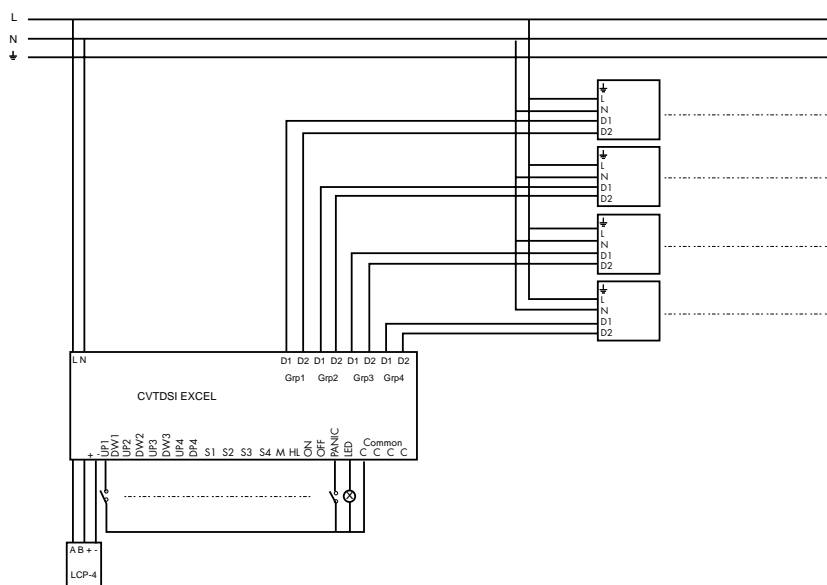 L
N
L
N
D1
D2
L
N
D1
D2
L
N
D1
D2
L
N
D1
D2
L N D1 D2 D1 D2 D1 D2 D1 D2
Grp1 Grp2 Grp3 Grp4
CVTDSI EXCEL
Common
+ - UP1 DW1 UP2 DW2 UP3 DW3 UP4 DP4 S1 S2 S3 S4 M HL ON OFF PANIC LED C C C C
A B + -
LCP-4